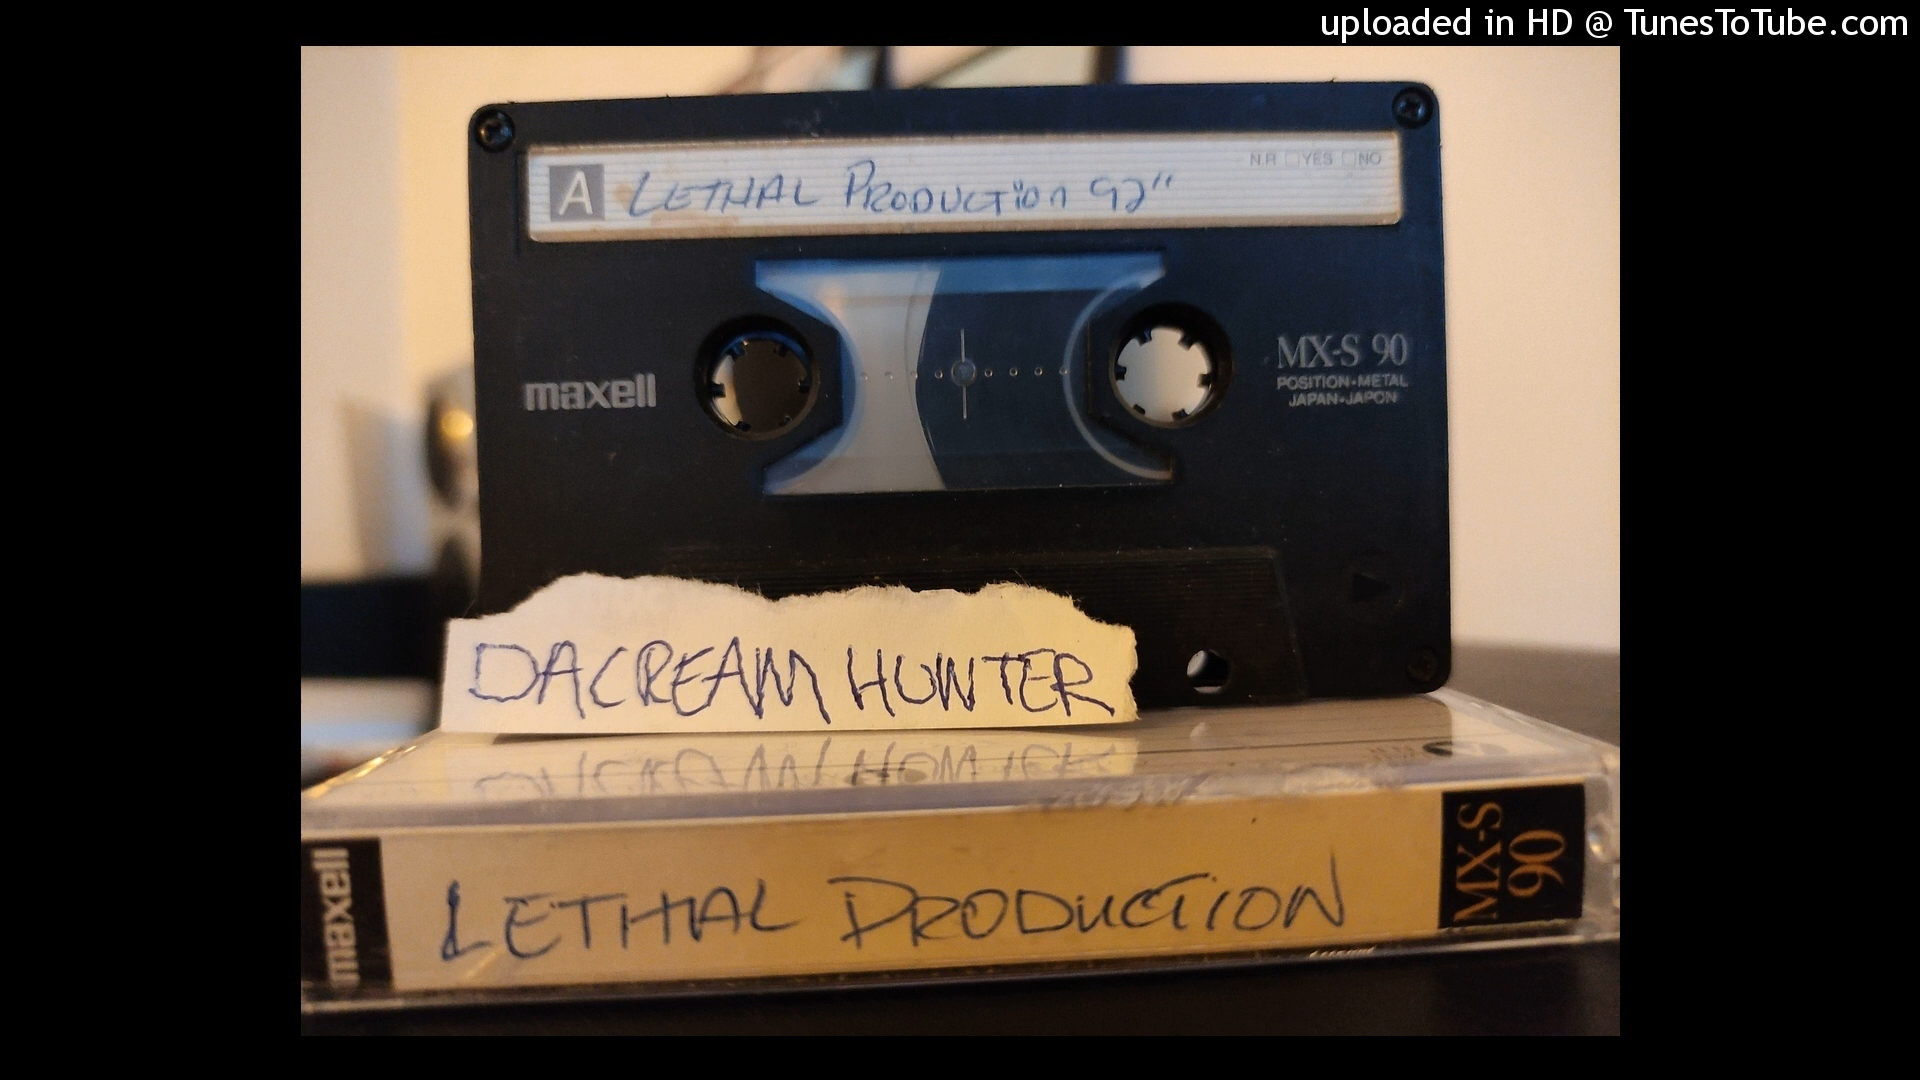 uploaded in HD @ TunesToTube.com
A LETHAL PRODUCTION 92"
N.R □YES □NO
maxell
MX-S 90
POSITION•METAL
JAPAN•JAPON
DACREAM HUNTER
maxell
LETHAL PRODUCTION
MX-S
90